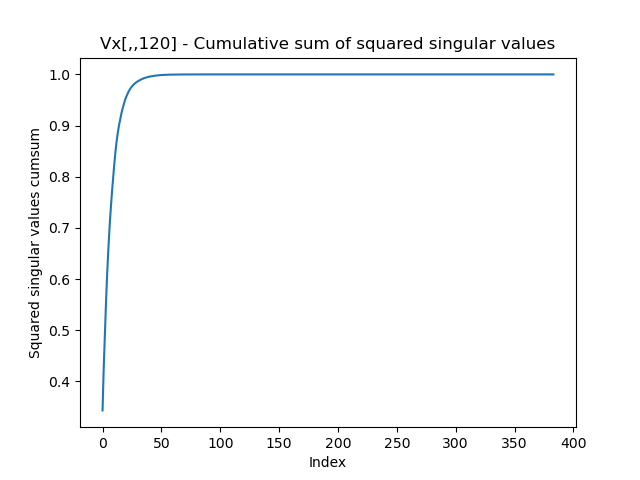 Vx[,,120] - Cumulative sum of squared singular values
Squared singular values cumsum
1.0
0.9
0.8
0.7
0.6
0.5
0.4
0 50 100 150 200 250 300 350 400
Index